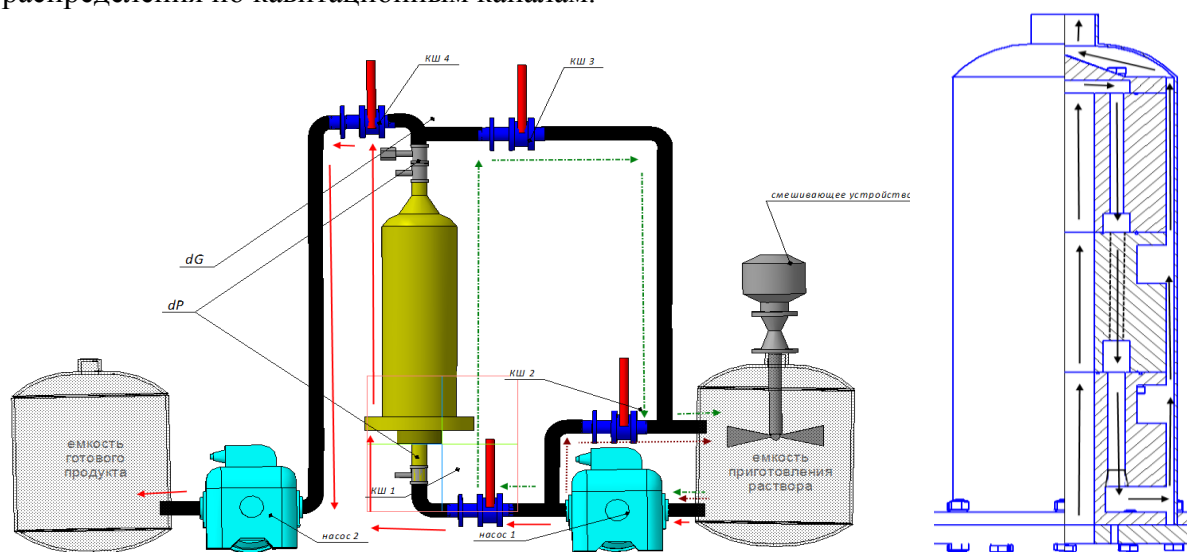 распределения по кавитационным каналам.
КШ 4
КШ 3
смешивающее устройство
dG
dP
КШ 2
емкость
готового
продукта
емкость
приготовления
раствора
КШ 1
насос 2
насос 1